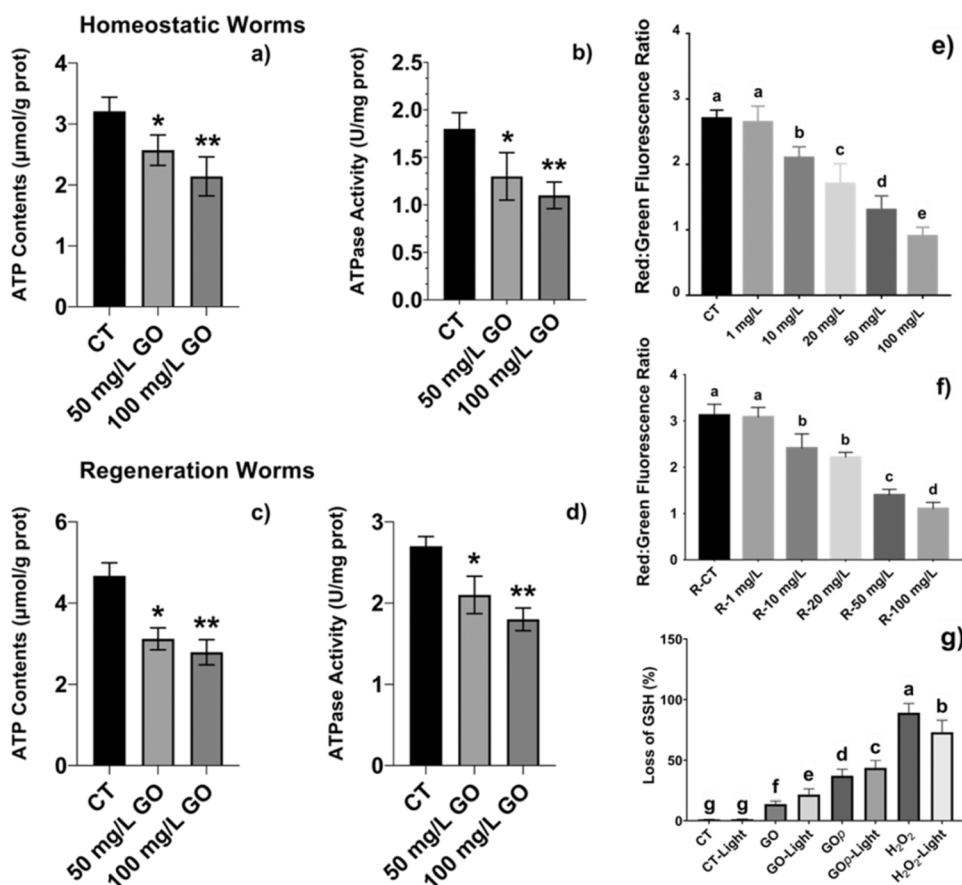 Homeostatic Worms
a)
ATP Contents (μmol/g prot)
4
3
2
1
0
*
**
CT
50 mg/L GO
100 mg/L GO
b)
ATPase Activity (U/mg prot)
2.5
2.0
1.5
1.0
0.5
0.0
*
**
CT
50 mg/L GO
100 mg/L GO
Regeneration Worms
c)
ATP Contents (μmol/g prot)
6
4
2
0
*
**
CT
50 mg/L GO
100 mg/L GO
d)
ATPase Activity (U/mg prot)
3
2
1
0
*
**
CT
50 mg/L GO
100 mg/L GO
e)
Red:Green Fluorescence Ratio
4
3
2
1
0
a
a
b
c
d
e
CT
1 mg/L
10 mg/L
20 mg/L
50 mg/L
100 mg/L
f)
Red:Green Fluorescence Ratio
4
3
2
1
0
a
a
b
b
c
d
R-CT
R-1 mg/L
R-10 mg/L
R-20 mg/L
R-50 mg/L
R-100 mg/L
g)
Loss of GSH (%)
150
100
50
0
g
g
f
e
d
c
a
b
CT
CT-Light
GO
GO-Light
GOp
GOp-Light
H₂O₂
H₂O₂-Light